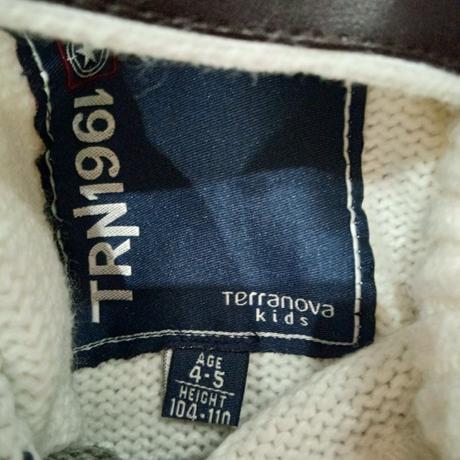 TRN1961
Terranova
kids
AGE
4-5
HEIGHT
104-110